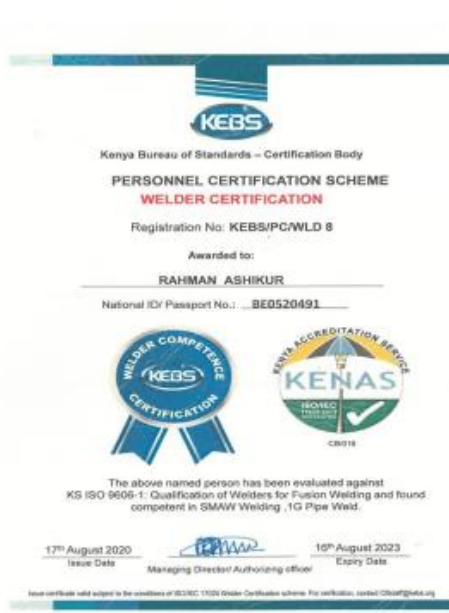 KEBS
Kenya Bureau of Standards – Certification Body
PERSONNEL CERTIFICATION SCHEME
WELDER CERTIFICATION
Registration No: KEBS/PC/WLD 8
Awarded to:
RAHMAN ASHIKUR
National ID/ Passport No.: BE0520491
WELDER COMPETENCE
KEBS
CERTIFICATION
KENYA ACCREDITATION SERVICE
KENAS
ISO/IEC
The above named person has been evaluated against
KS ISO 9606-1: Qualification of Welders for Fusion Welding and found
competent in SMAW Welding ,1G Pipe Weld.
17th August 2020
16th August 2023
Issue Date
Managing Director/ Authorizing officer
Expiry Date